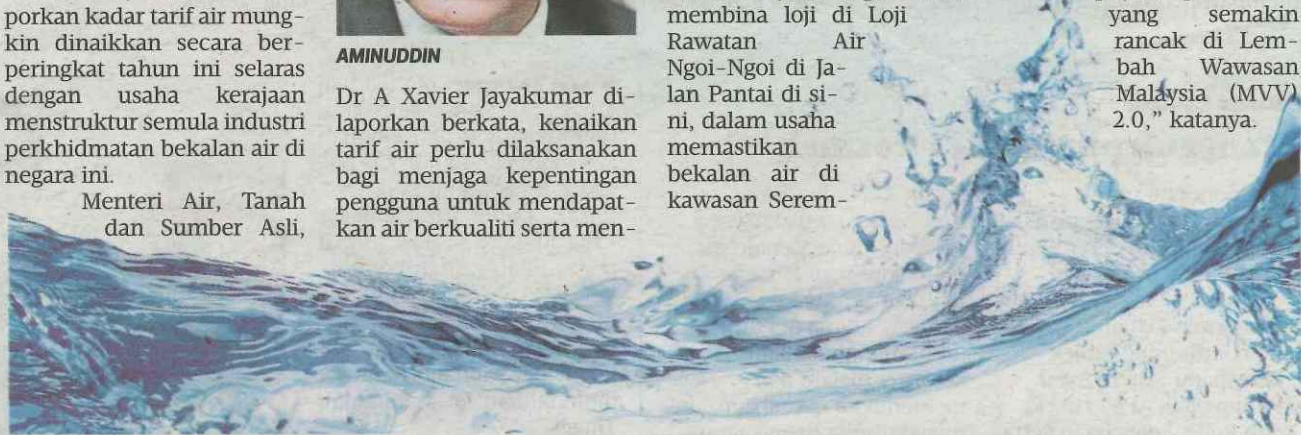 porkan kadar tarif air mung-
kin dinaikkan secara ber-
peringkat tahun ini selaras
dengan usaha kerajaan
menstruktur semula industri
perkhidmatan bekalan air di
negara ini.
Menteri Air, Tanah
dan Sumber Asli,
AMINUDDIN
Dr A Xavier Jayakumar di-
laporkan berkata, kenaikan
tarif air perlu dilaksanakan
bagi menjaga kepentingan
pengguna untuk mendapat-
kan air berkualiti serta men-
membina loji di Loji
Rawatan Air
Ngoi-Ngoi di Ja-
lan Pantai di si-
ni, dalam usaha
memastikan
bekalan air di
kawasan Serem-
yang semakin
rancak di Lem-
bah Wawasan
Malaysia (MVV)
2.0,” katanya.